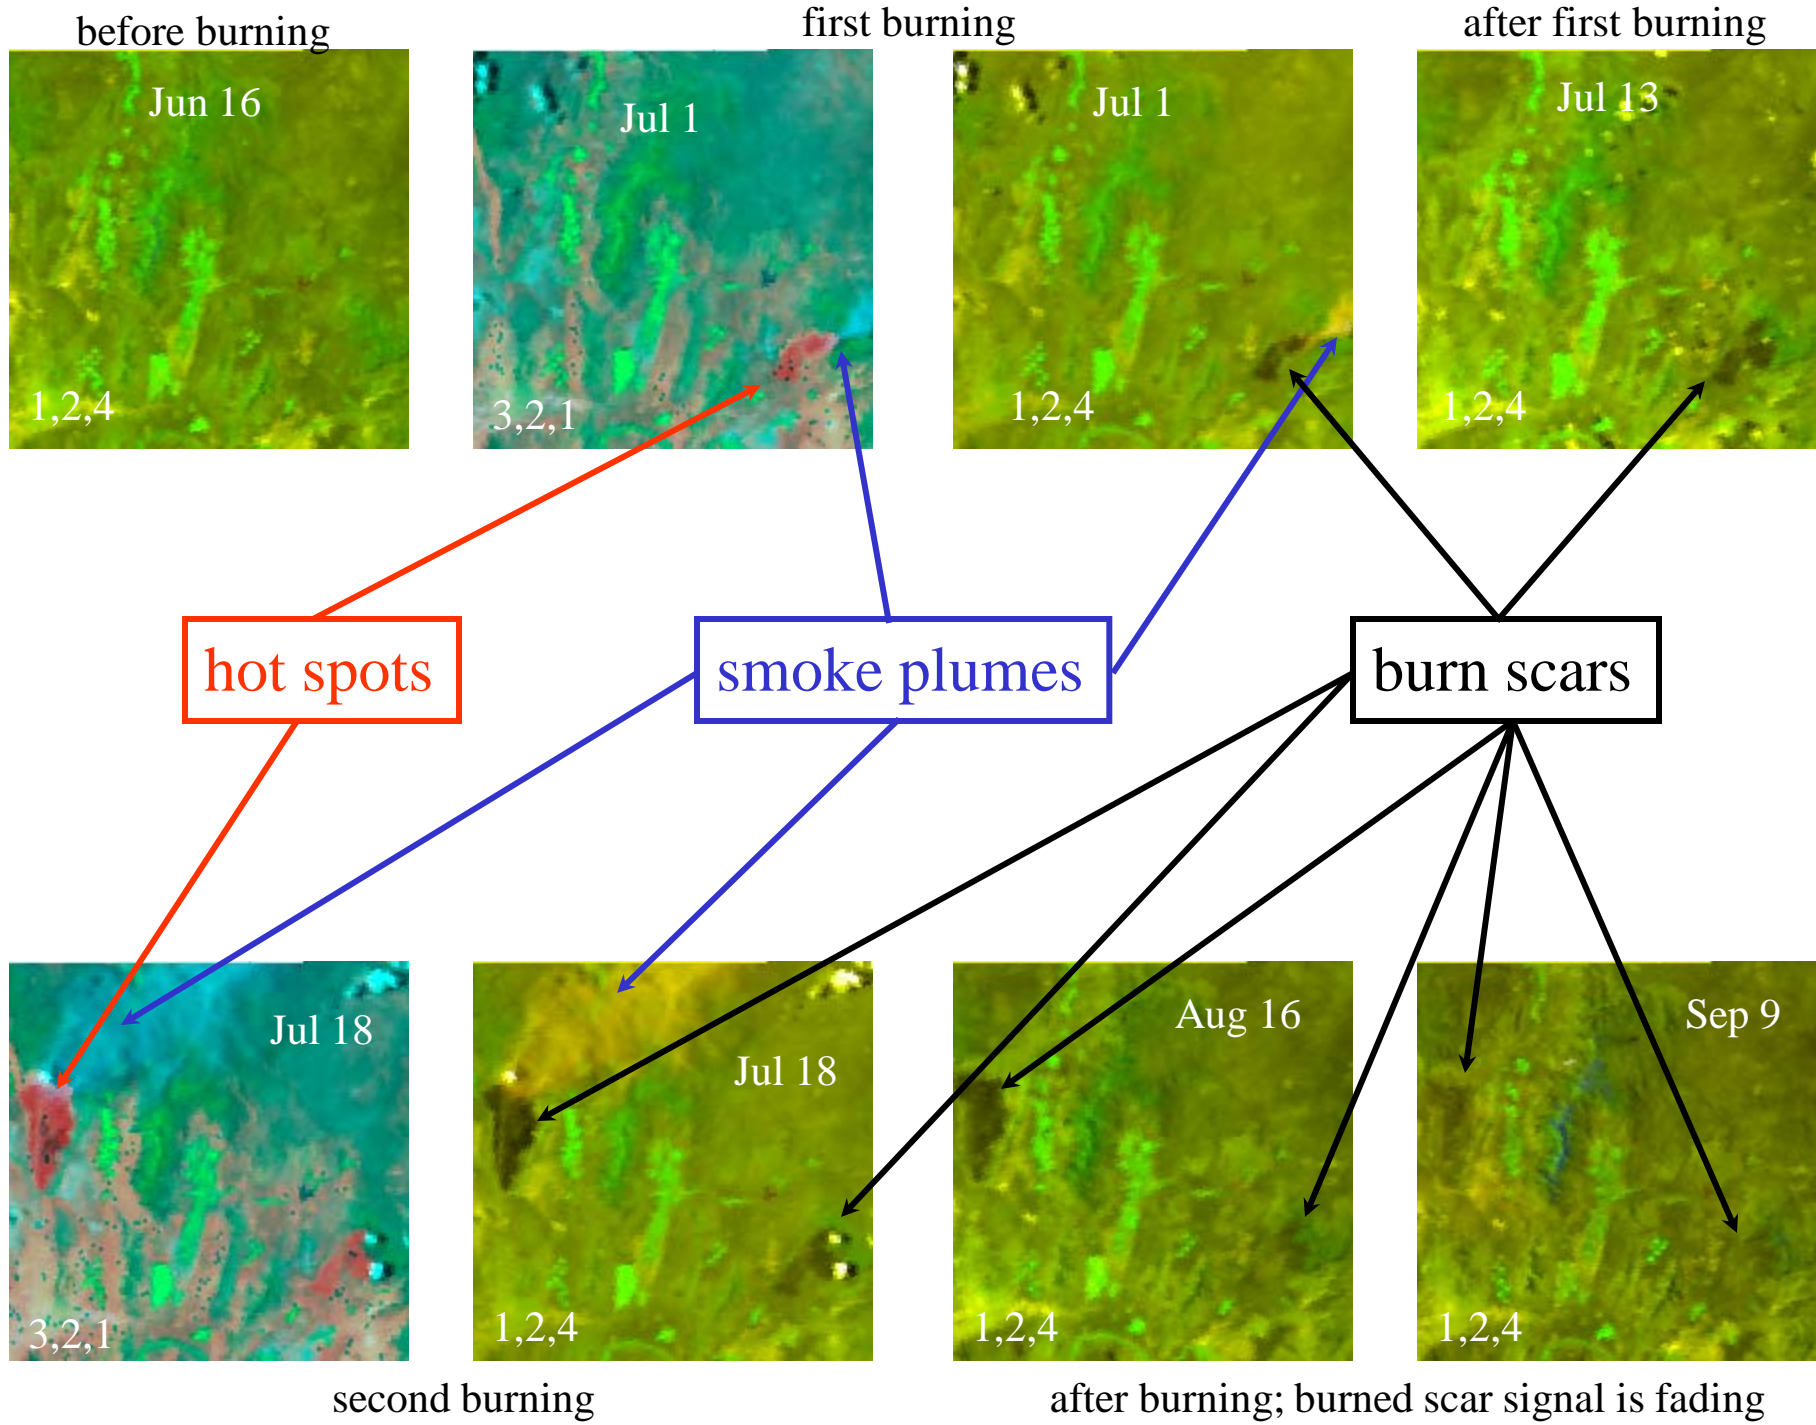 before burning
first burning
after first burning
Jun 16
Jul 1
Jul 1
Jul 13
1,2,4
3,2,1
1,2,4
1,2,4
hot spots
smoke plumes
burn scars
Jul 18
Jul 18
Aug 16
Sep 9
3,2,1
1,2,4
1,2,4
1,2,4
second burning
after burning; burned scar signal is fading